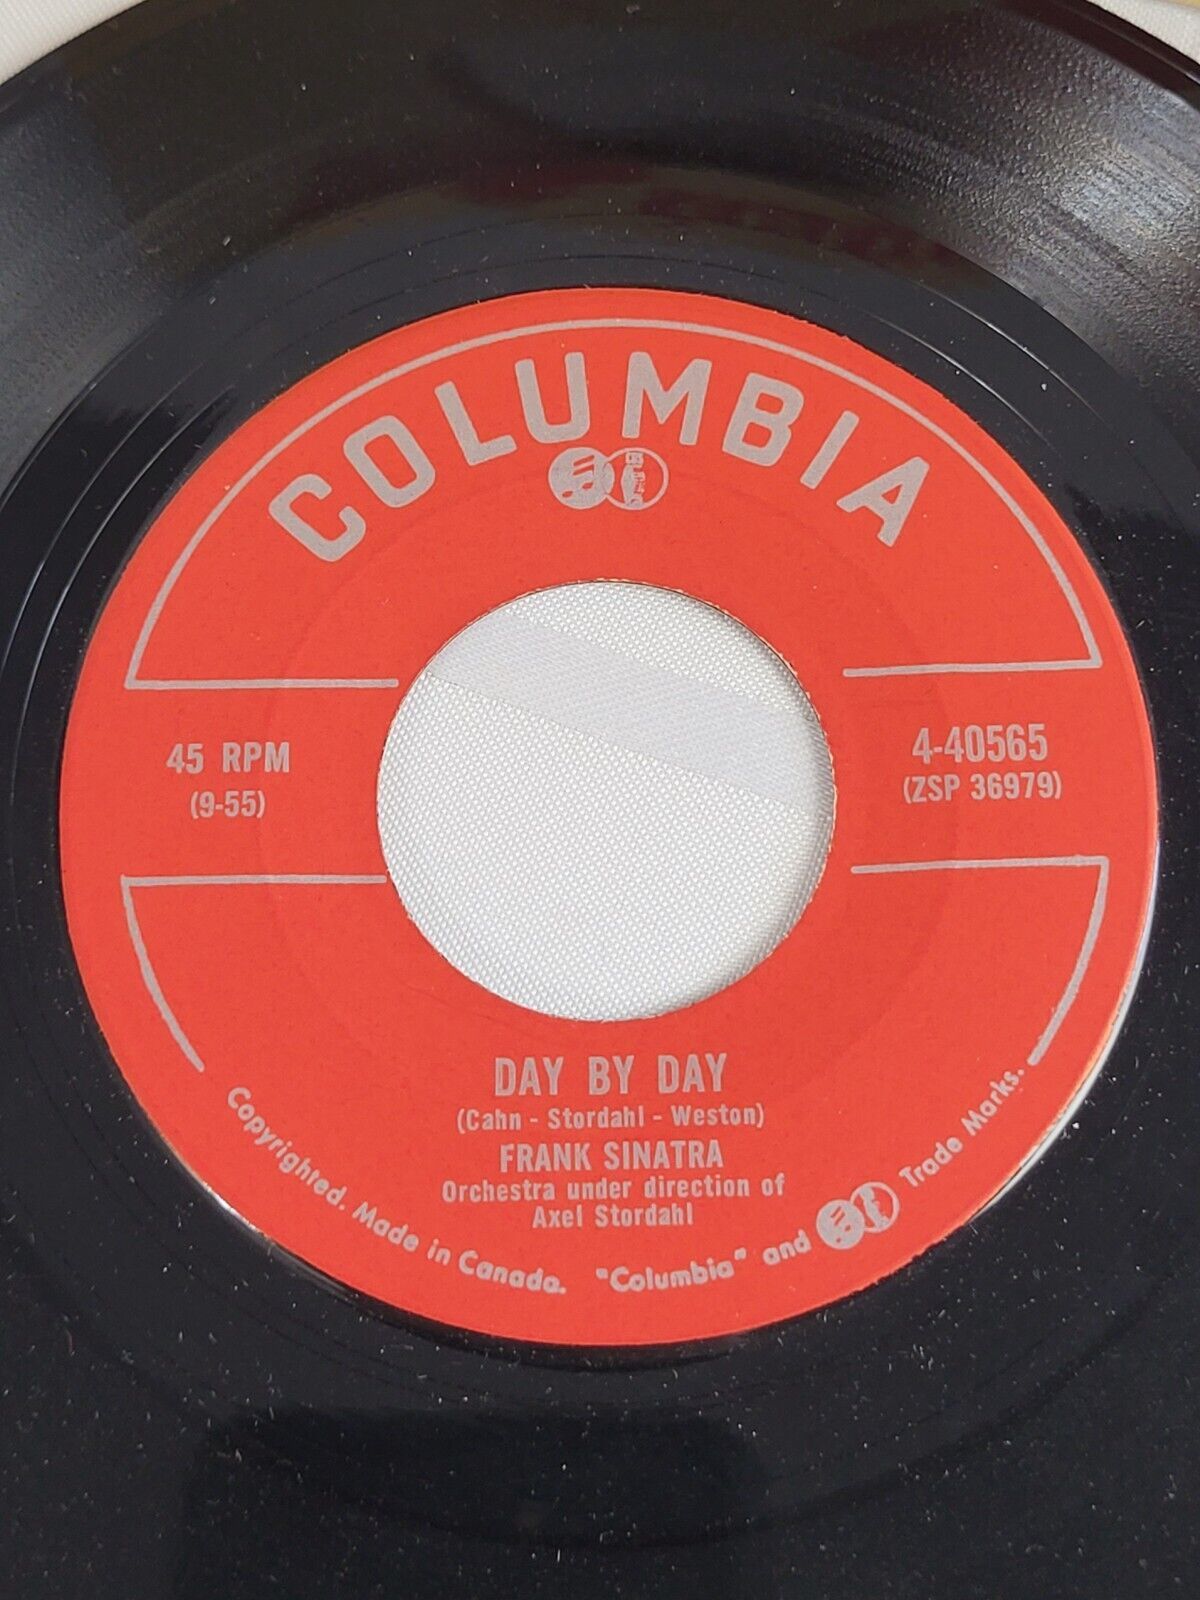 COLUMBIA
45 RPM
(9-55)
4-40565
(ZSP 36979)
DAY BY DAY
(Cahn - Stordahl - Weston)
FRANK SINATRA
Orchestra under direction of
Axel Stordahl
Copyrighted. Made in Canada. "Columbia" and Trade Marks.